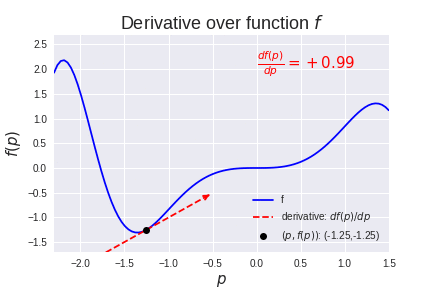 Derivative over function f
df(p)/dp = +0.99
f(p)
2.5
2.0
1.5
1.0
0.5
0.0
−0.5
−1.0
−1.5
f
derivative: df(p)/dp
(p, f(p)): (-1.25,-1.25)
−2.0 −1.5 −1.0 −0.5 0.0 0.5 1.0 1.5
p